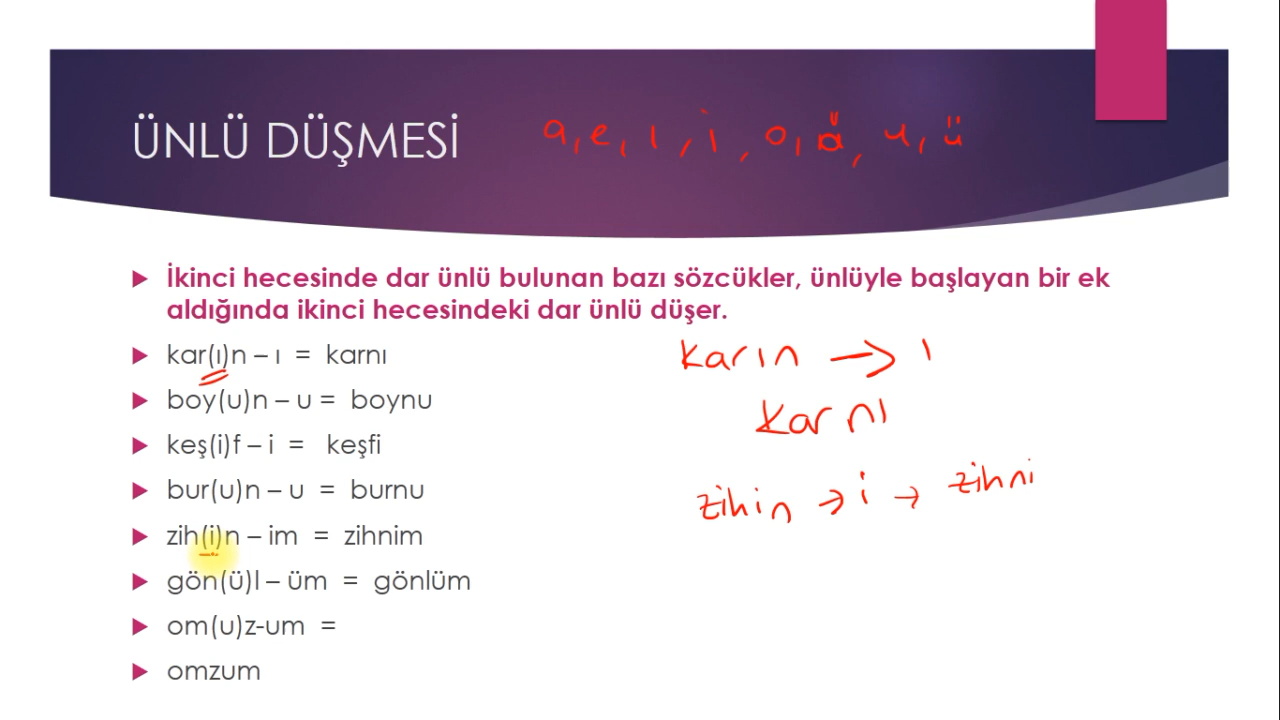 ÜNLÜ DÜŞMESİ
a, e, ı, i, o, ö, u, ü
İkinci hecesinde dar ünlü bulunan bazı sözcükler, ünlüyle başlayan bir ek
aldığında ikinci hecesindeki dar ünlü düşer.
kar(ı)n – ı = karnı
boy(u)n – u = boynu
keş(i)f – i = keşfi
bur(u)n – u = burnu
zih(i)n – im = zihnim
gön(ü)l – üm = gönlüm
om(u)z-um =
omzum
karın → ı
karnı
zihin → i → zihni